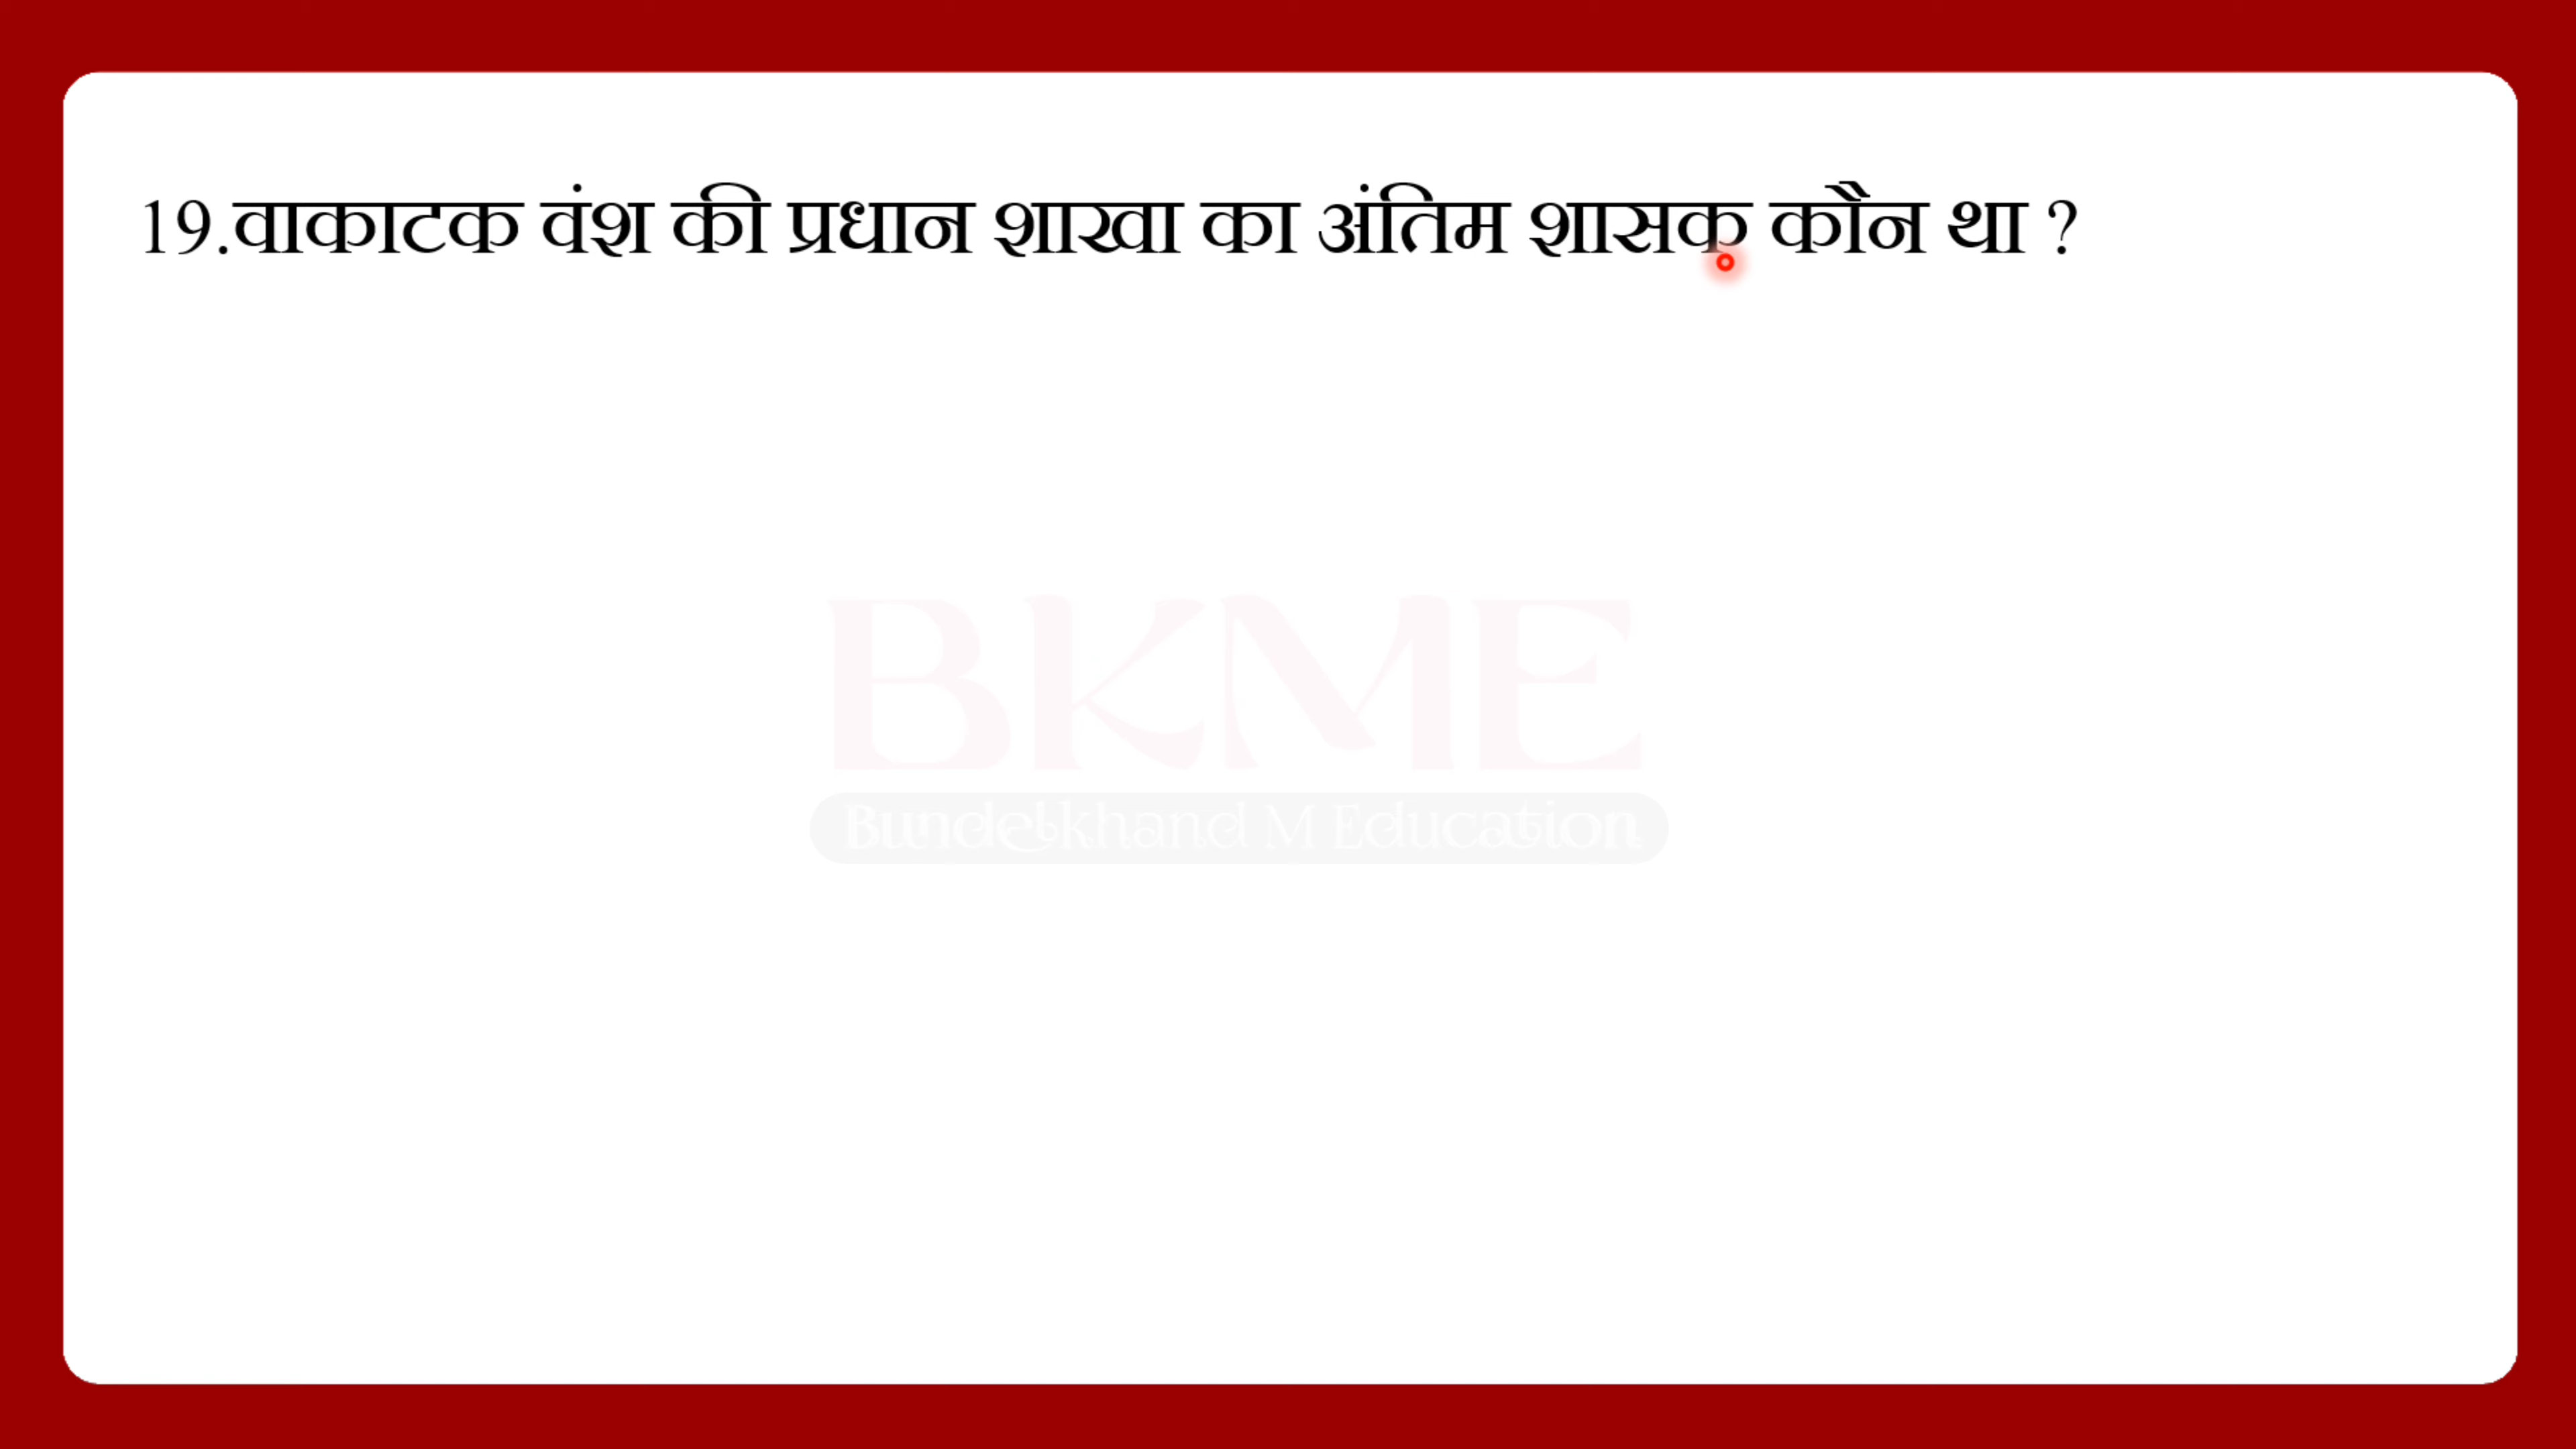 19.वाकाटक वंश की प्रधान शाखा का अंतिम शासक कौन था ?
BKME
Bundelkhand M Education